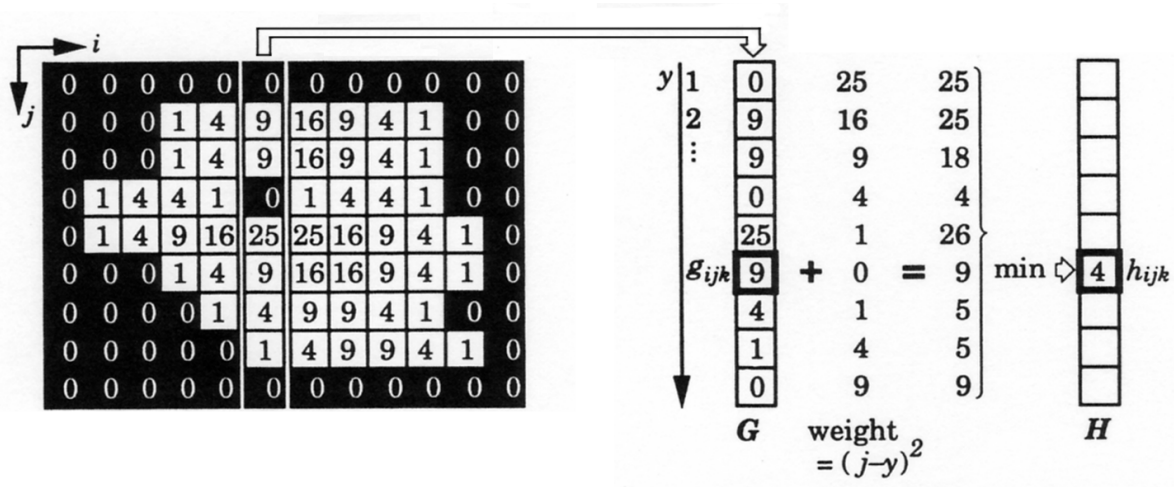 i
j
0 0 0 0 0 0 0 0 0 0 0 0 y 1 0 25 25
0 0 0 1 4 9 16 9 4 1 0 0 2 9 16 25
0 0 0 1 4 9 16 9 4 1 0 0 ⋮ 9 9 18
0 1 4 4 1 0 1 4 4 1 0 0 0 4 4
0 1 4 9 16 25 25 16 9 4 1 0 25 1 26
0 0 0 1 4 9 16 16 9 4 1 0 gijk 9 + 0 = 9 min 4 hijk
0 0 0 0 1 4 9 9 4 1 0 0 4 1 5
0 0 0 0 0 1 4 9 9 4 1 0 1 4 5
0 0 0 0 0 0 0 0 0 0 0 0 0 9 9
G weight H
= (j–y)²